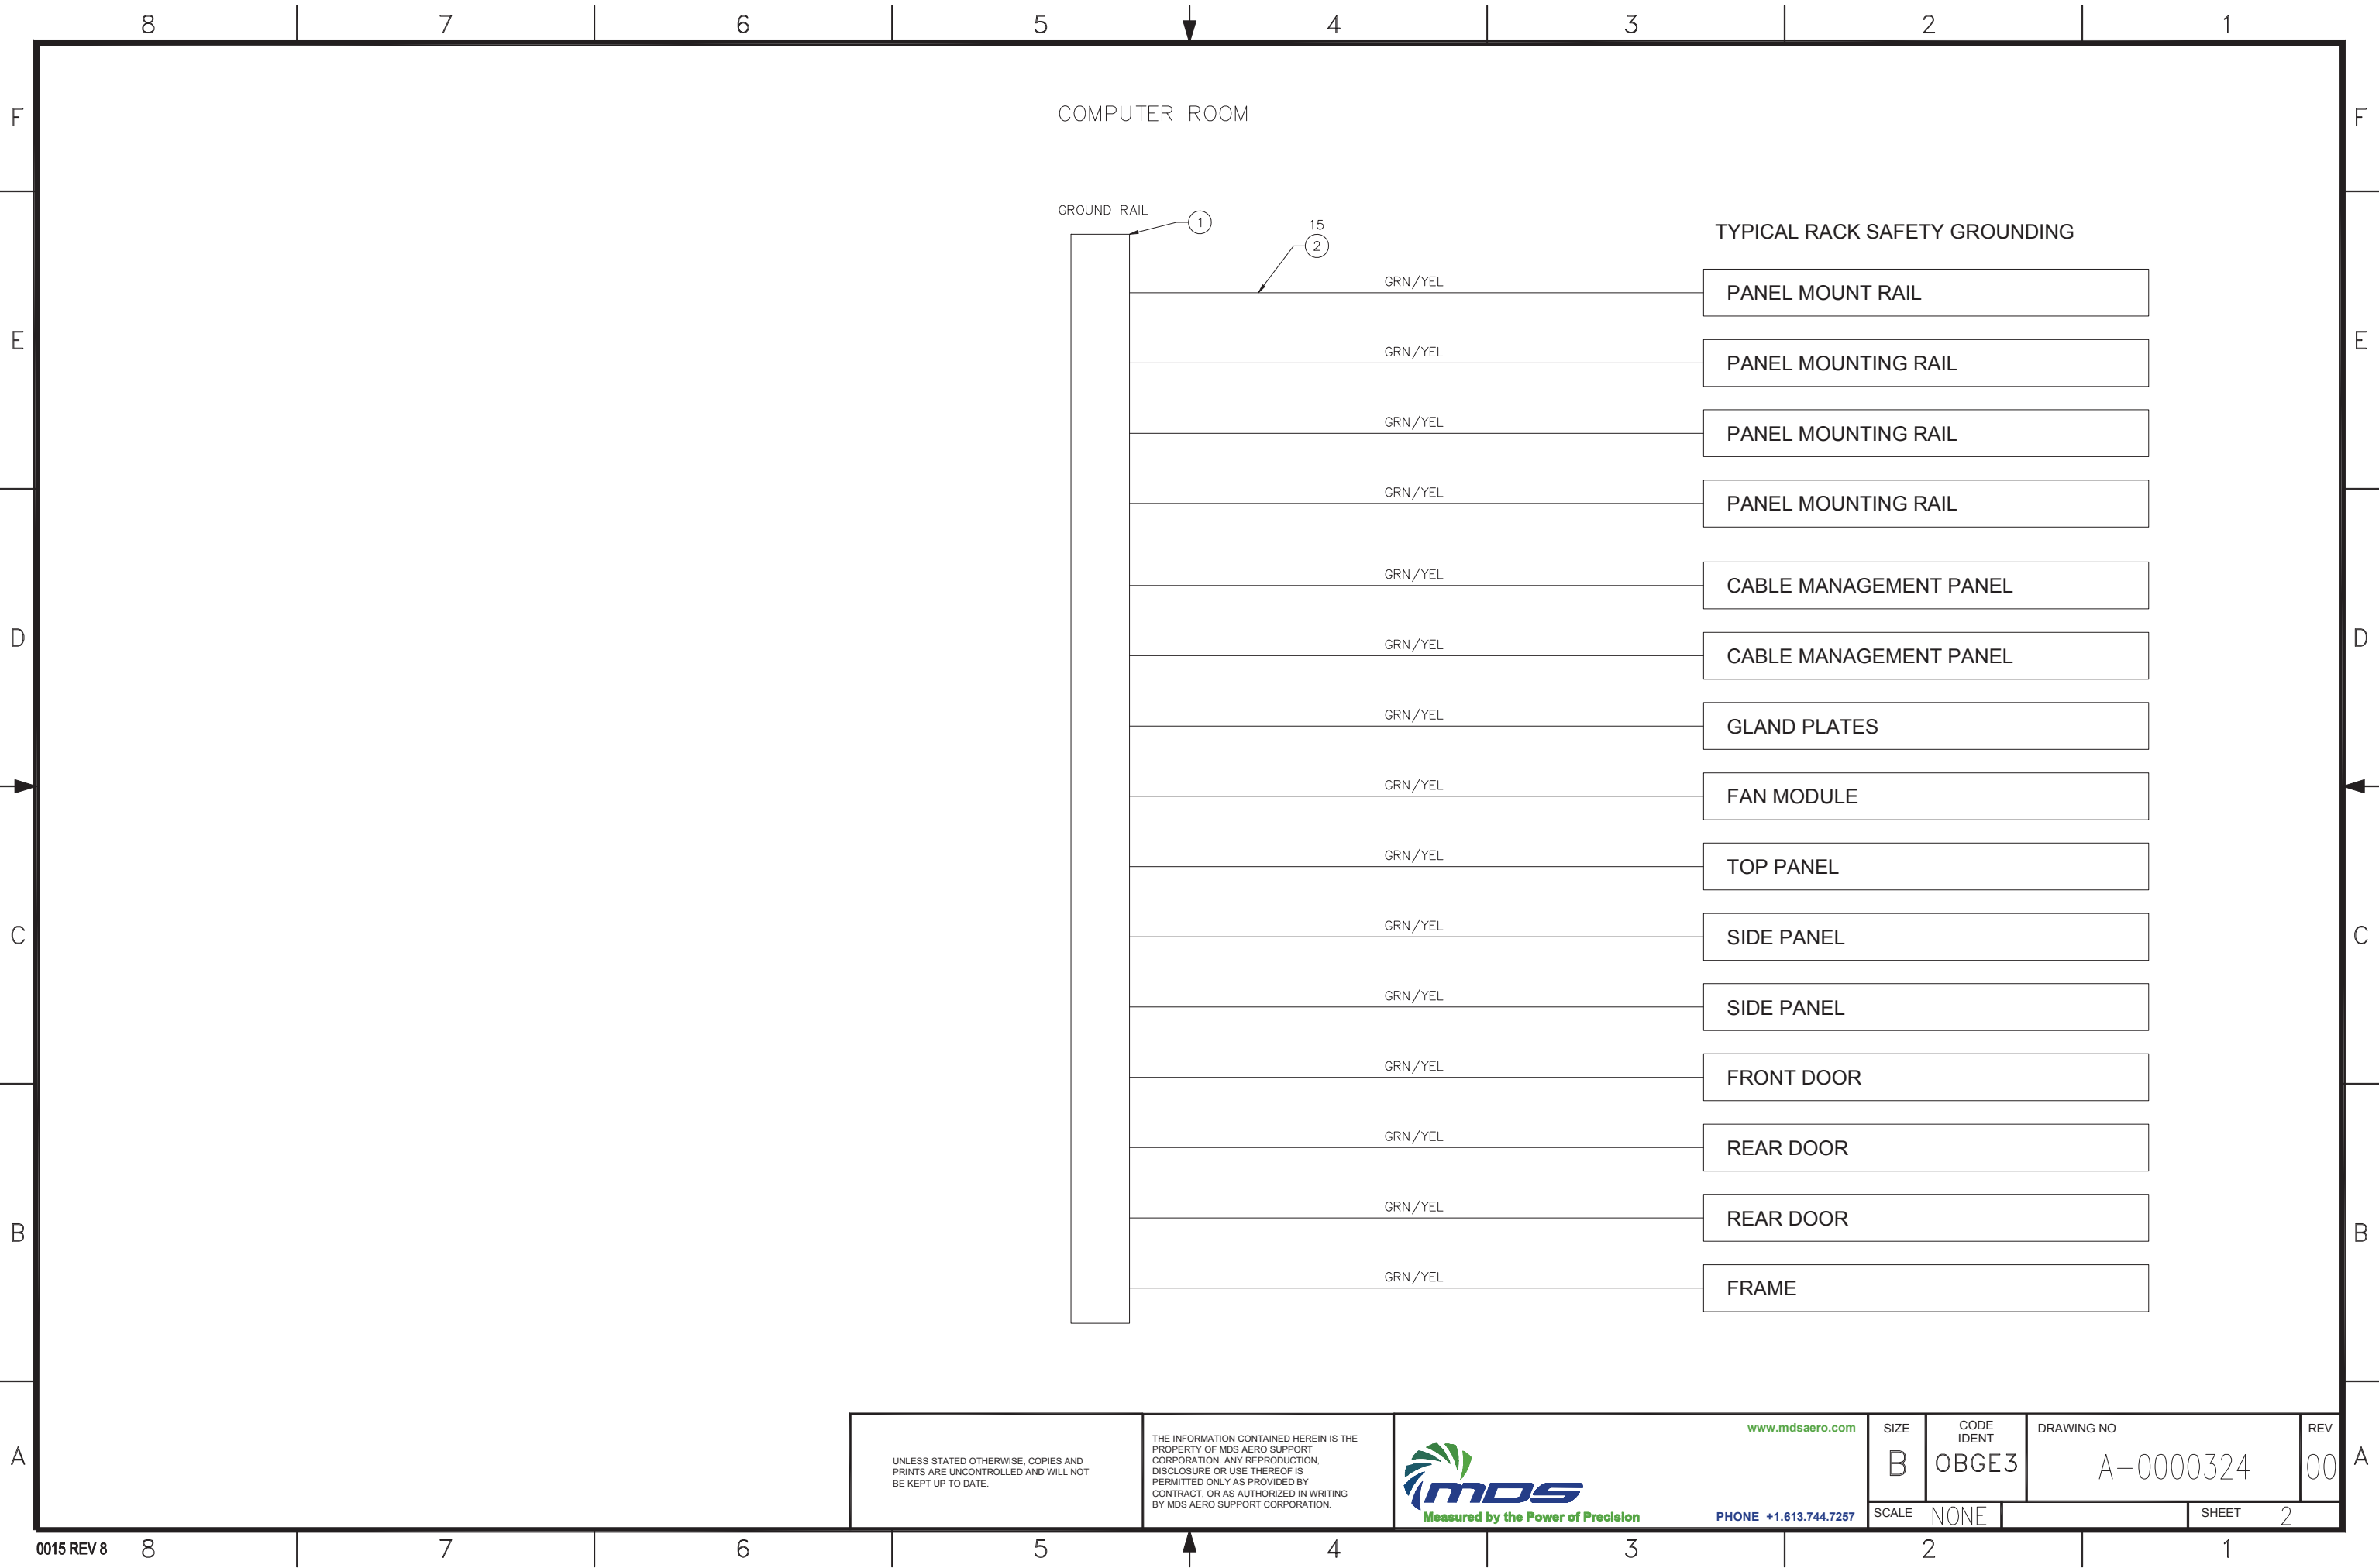 8 7 6 5 4 3 2 1
F F
COMPUTER ROOM
GROUND RAIL
1
15
2
TYPICAL RACK SAFETY GROUNDING
GRN/YEL PANEL MOUNT RAIL
E E
GRN/YEL PANEL MOUNTING RAIL
GRN/YEL PANEL MOUNTING RAIL
GRN/YEL PANEL MOUNTING RAIL
GRN/YEL CABLE MANAGEMENT PANEL
D D
GRN/YEL CABLE MANAGEMENT PANEL
GRN/YEL GLAND PLATES
GRN/YEL FAN MODULE
GRN/YEL TOP PANEL
C C
GRN/YEL SIDE PANEL
GRN/YEL SIDE PANEL
GRN/YEL FRONT DOOR
GRN/YEL REAR DOOR
GRN/YEL REAR DOOR
B B
GRN/YEL FRAME
A A
UNLESS STATED OTHERWISE, COPIES AND
PRINTS ARE UNCONTROLLED AND WILL NOT
BE KEPT UP TO DATE.
THE INFORMATION CONTAINED HEREIN IS THE
PROPERTY OF MDS AERO SUPPORT
CORPORATION. ANY REPRODUCTION,
DISCLOSURE OR USE THEREOF IS
PERMITTED ONLY AS PROVIDED BY
CONTRACT, OR AS AUTHORIZED IN WRITING
BY MDS AERO SUPPORT CORPORATION.
www.mdsaero.com
mDS
Measured by the Power of Precision
PHONE +1.613.744.7257
SIZE
B
CODE
IDENT
OBGE3
DRAWING NO
A-0000324
REV
00
SCALE NONE
SHEET 2
0015 REV 8
8 7 6 5 4 3 2 1